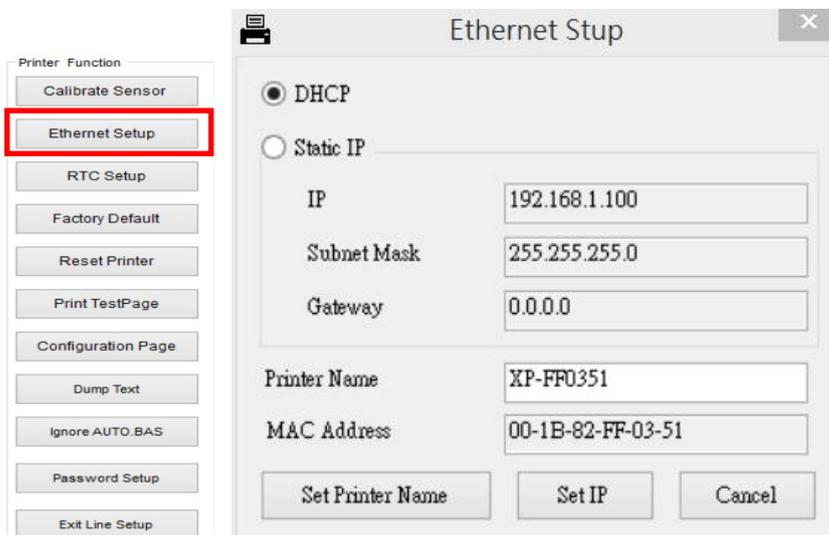 Printer Function
Calibrate Sensor
Ethernet Setup
RTC Setup
Factory Default
Reset Printer
Print TestPage
Configuration Page
Dump Text
Ignore AUTO.BAS
Password Setup
Exit Line Setup
Ethernet Stup
DHCP
Static IP
IP 192.168.1.100
Subnet Mask 255.255.255.0
Gateway 0.0.0.0
Printer Name XP-FF0351
MAC Address 00-1B-82-FF-03-51
Set Printer Name Set IP Cancel